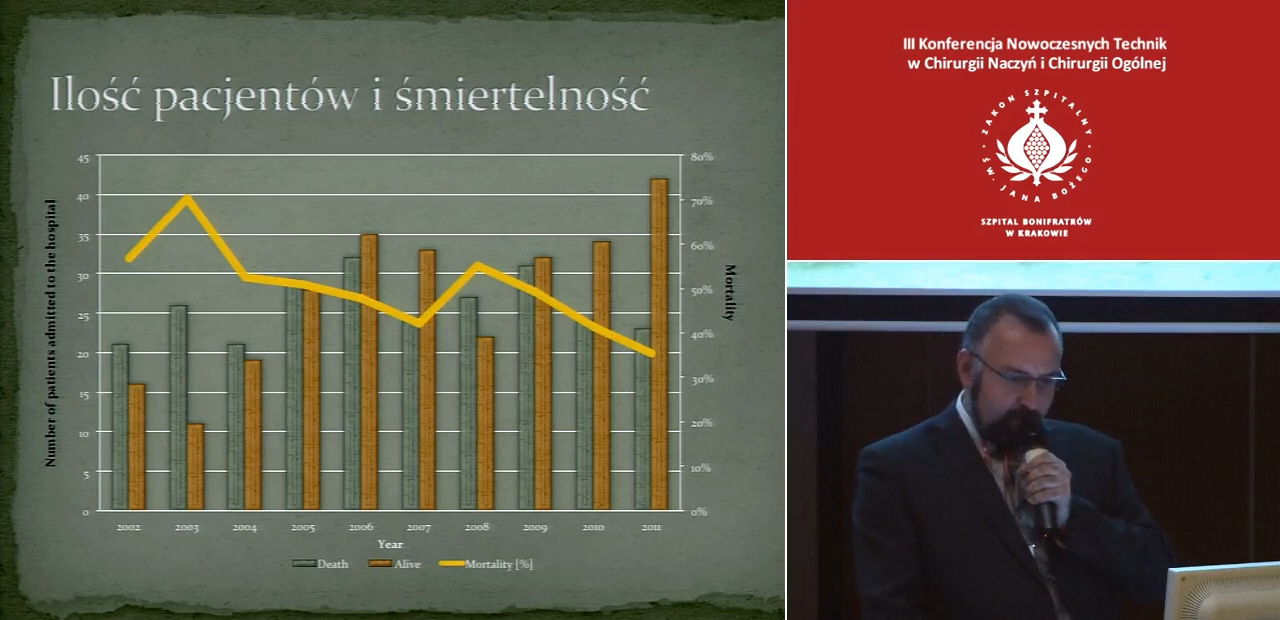 Ilość pacjentów i śmiertelność
Number of patients admitted to the hospital
45
40
35
30
25
20
15
10
5
0
80%
70%
60%
50%
40%
30%
20%
10%
0%
Mortality
2002 2003 2004 2005 2006 2007 2008 2009 2010 2011
Year
Death Alive Mortality [%]
III Konferencja Nowoczesnych Technik
w Chirurgii Naczyń i Chirurgii Ogólnej
ZAKON SZPITALNY
ŚW. JANA BOŻEGO
SZPITAL BONIFRATRÓW
W KRAKOWIE